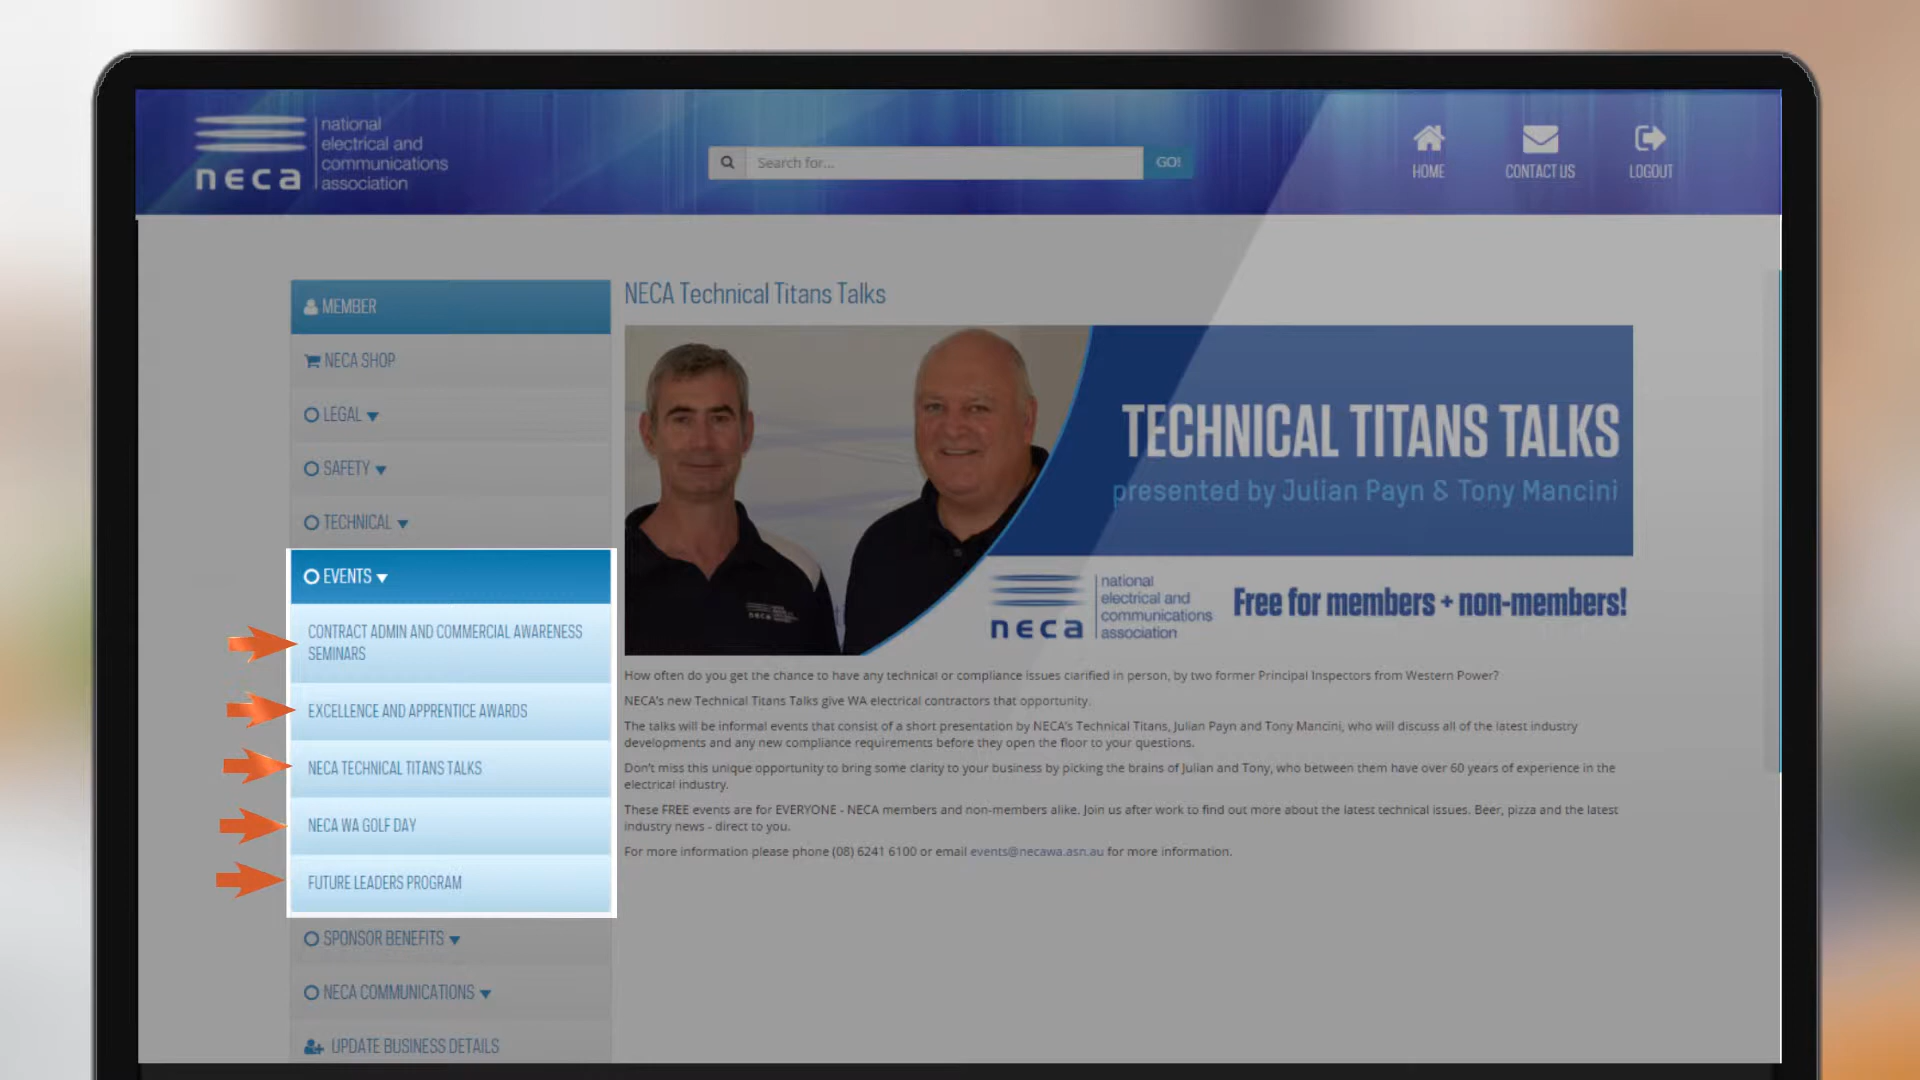 national
electrical and
communications
association
neca
Search for...
GO!
HOME
CONTACT US
LOGOUT
MEMBER
NECA SHOP
LEGAL
SAFETY
TECHNICAL
EVENTS
CONTRACT ADMIN AND COMMERCIAL AWARENESS
SEMINARS
EXCELLENCE AND APPRENTICE AWARDS
NECA TECHNICAL TITANS TALKS
NECA WA GOLF DAY
FUTURE LEADERS PROGRAM
SPONSOR BENEFITS
NECA COMMUNICATIONS
UPDATE BUSINESS DETAILS
NECA Technical Titans Talks
TECHNICAL TITANS TALKS
presented by Julian Payn & Tony Mancini
neca
national
electrical and
communications
association
neca
Free for members + non-members!
How often do you get the chance to have any technical or compliance issues clarified in person, by two former Principal Inspectors from Western Power?
NECA's new Technical Titans Talks give WA electrical contractors that opportunity.
The talks will be informal events that consist of a short presentation by NECA's Technical Titans, Julian Payn and Tony Mancini, who will discuss all of the latest industry
developments and any new compliance requirements before they open the floor to your questions.
Don't miss this unique opportunity to bring some clarity to your business by picking the brains of Julian and Tony, who between them have over 60 years of experience in the
electrical industry.
These FREE events are for EVERYONE - NECA members and non-members alike. Join us after work to find out more about the latest technical issues. Beer, pizza and the latest
industry news - direct to you.
For more information please phone (08) 6241 6100 or email events@necawa.asn.au for more information.